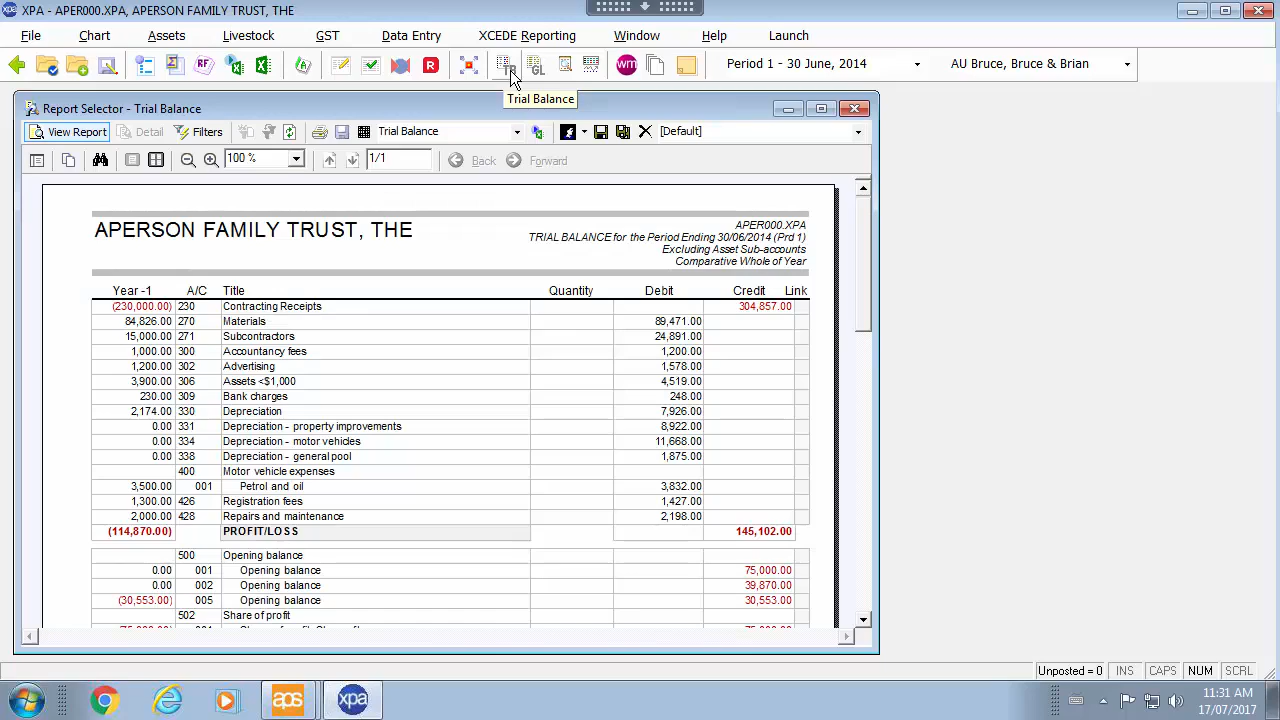 XPA - APER000.XPA, APERSON FAMILY TRUST, THE
File Chart Assets Livestock GST Data Entry XCEDE Reporting Window Help Launch
RF R TB GL wm Period 1 - 30 June, 2014 AU Bruce, Bruce & Brian
Trial Balance
Report Selector - Trial Balance
View Report Detail Filters Trial Balance [Default]
100 % 1/1 Back Forward
APERSON FAMILY TRUST, THE
APER000.XPA
TRIAL BALANCE for the Period Ending 30/06/2014 (Prd 1)
Excluding Asset Sub-accounts
Comparative Whole of Year
Year -1 A/C Title Quantity Debit Credit Link
(230,000.00) 230 Contracting Receipts 304,857.00
84,826.00 270 Materials 89,471.00
15,000.00 271 Subcontractors 24,891.00
1,000.00 300 Accountancy fees 1,200.00
1,200.00 302 Advertising 1,578.00
3,900.00 306 Assets <$1,000 4,519.00
230.00 309 Bank charges 248.00
2,174.00 330 Depreciation 7,926.00
0.00 331 Depreciation - property improvements 8,922.00
0.00 334 Depreciation - motor vehicles 11,668.00
0.00 338 Depreciation - general pool 1,875.00
400 Motor vehicle expenses
3,500.00 001 Petrol and oil 3,832.00
1,300.00 426 Registration fees 1,427.00
2,000.00 428 Repairs and maintenance 2,198.00
(114,870.00) PROFIT/LOSS 145,102.00
500 Opening balance
0.00 001 Opening balance 75,000.00
0.00 002 Opening balance 39,870.00
(30,553.00) 005 Opening balance 30,553.00
502 Share of profit
Unposted = 0 INS CAPS NUM SCRL
aps xpa 11:31 AM
17/07/2017